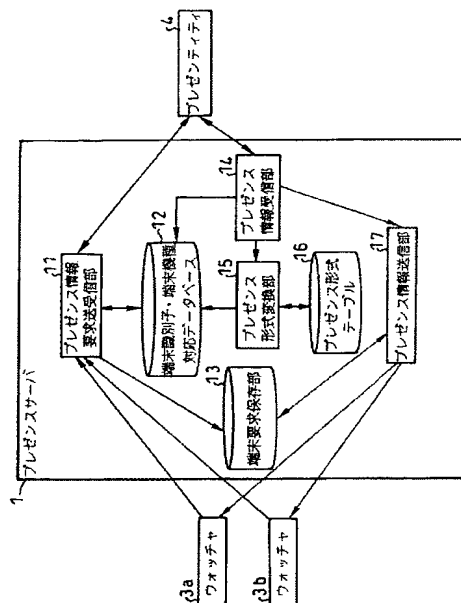 1
プレゼンスサーバ
3a
ウォッチャ
3b
ウォッチャ
11
プレゼンス情報
要求送受信部
12
端末識別子・端末機種
対応データベース
13
端末要求保存部
14
プレゼンス
情報受信部
15
プレゼンス
形式変換部
16
プレゼンス形式
テーブル
17
プレゼンス情報送信部
4
プレゼンティティ